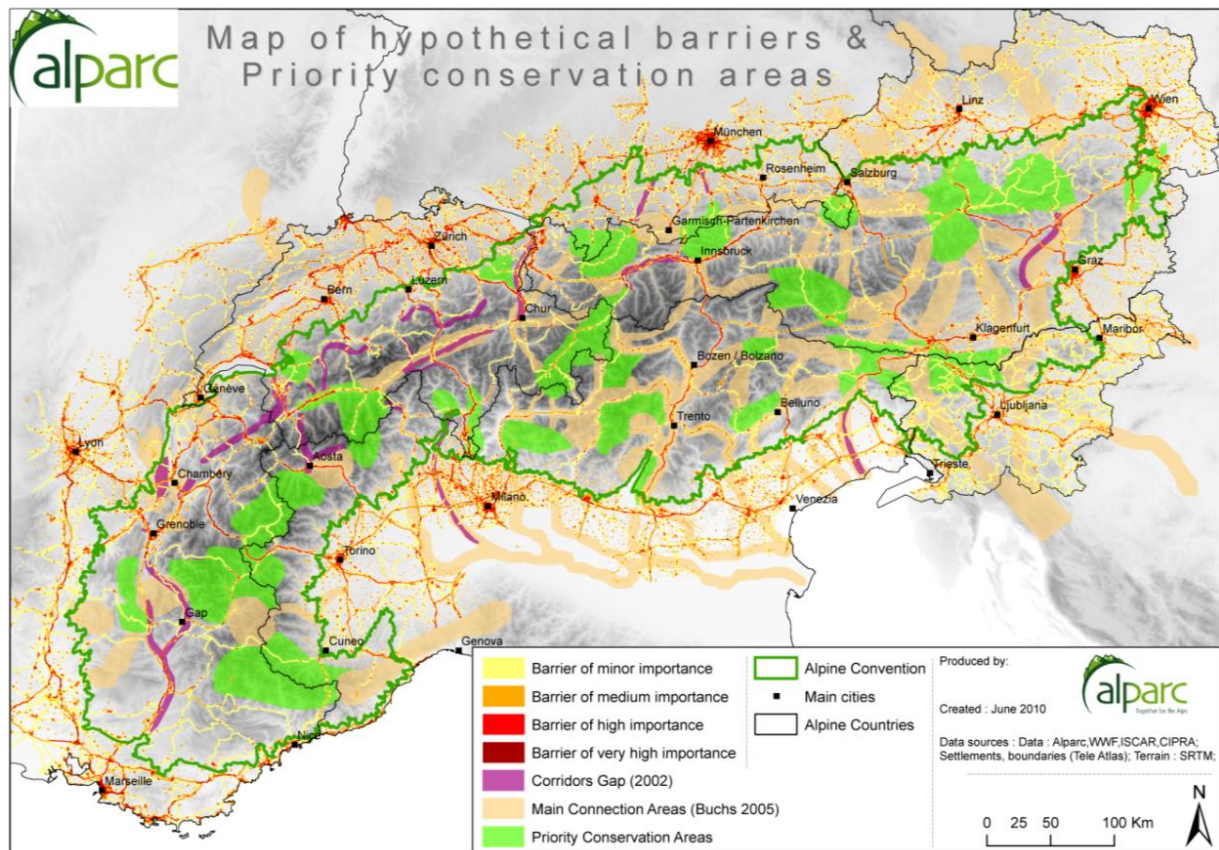 alparc
Map of hypothetical barriers &
Priority conservation areas
Linz
Wien
München
Rosenheim
Salzburg
Garmisch-Partenkirchen
Zürich
Innsbruck
Graz
Luzern
Bern
Chur
Klagenfurt
Maribor
Bozen / Bolzano
Genève
Belluno
Ljubljana
Trento
Lyon
Aosta
Trieste
Chambéry
Milano
Venezia
Grenoble
Torino
Gap
Cuneo
Genova
Nice
Marseille
Barrier of minor importance
Barrier of medium importance
Barrier of high importance
Barrier of very high importance
Corridors Gap (2002)
Main Connection Areas (Buchs 2005)
Priority Conservation Areas
Alpine Convention
Main cities
Alpine Countries
Produced by:
alparc
Together for the Alps
Created : June 2010
Data sources : Data : Alparc,WWF,ISCAR,CIPRA;
Settlements, boundaries (Tele Atlas); Terrain : SRTM;
N
0 25 50 100 Km